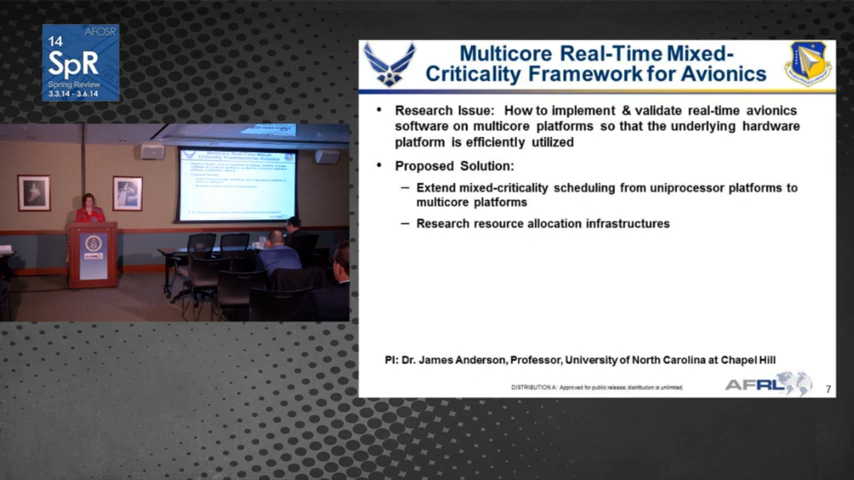 AFOSR
14
SpR
Spring Review
3.3.14 - 3.6.14
Multicore Real-Time Mixed-
Criticality Framework for Avionics
• Research Issue: How to implement & validate real-time avionics
software on multicore platforms so that the underlying hardware
platform is efficiently utilized
• Proposed Solution:
– Extend mixed-criticality scheduling from uniprocessor platforms to
multicore platforms
– Research resource allocation infrastructures
PI: Dr. James Anderson, Professor, University of North Carolina at Chapel Hill
DISTRIBUTION A: Approved for public release; distribution is unlimited.
AFRL
7